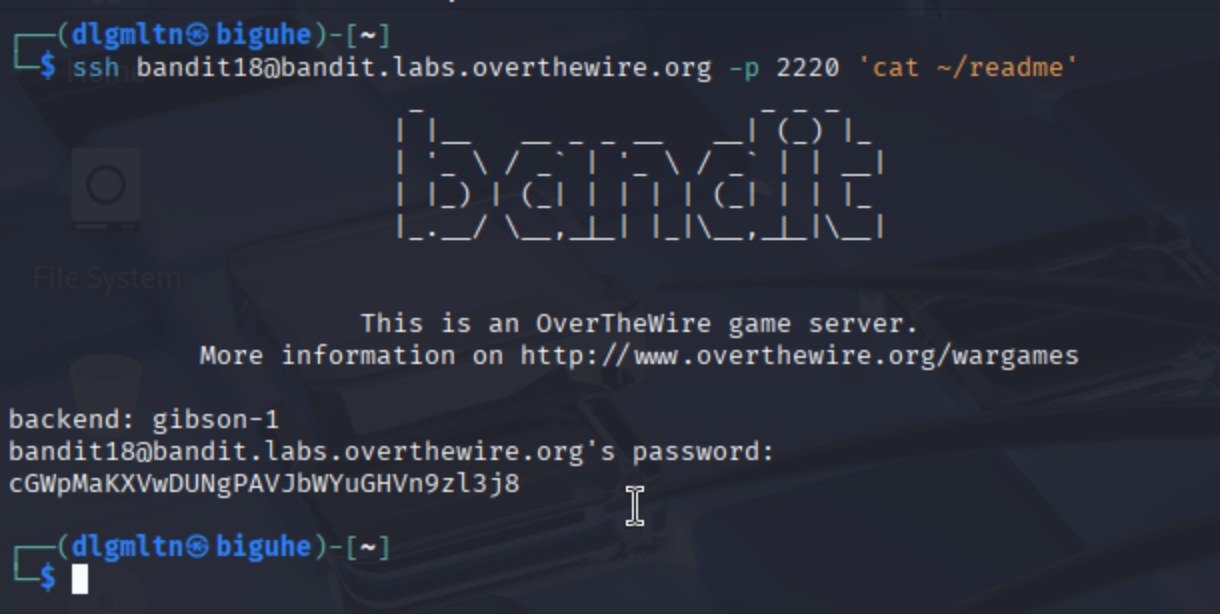 ┌──(dlgmltn㉿biguhe)-[~]
└─$ ssh bandit18@bandit.labs.overthewire.org -p 2220 'cat ~/readme'
bandit
This is an OverTheWire game server.
More information on http://www.overthewire.org/wargames
File System
backend: gibson-1
bandit18@bandit.labs.overthewire.org's password:
cGWpMaKXVwDUNgPAVJbWYuGHVn9zl3j8
┌──(dlgmltn㉿biguhe)-[~]
└─$